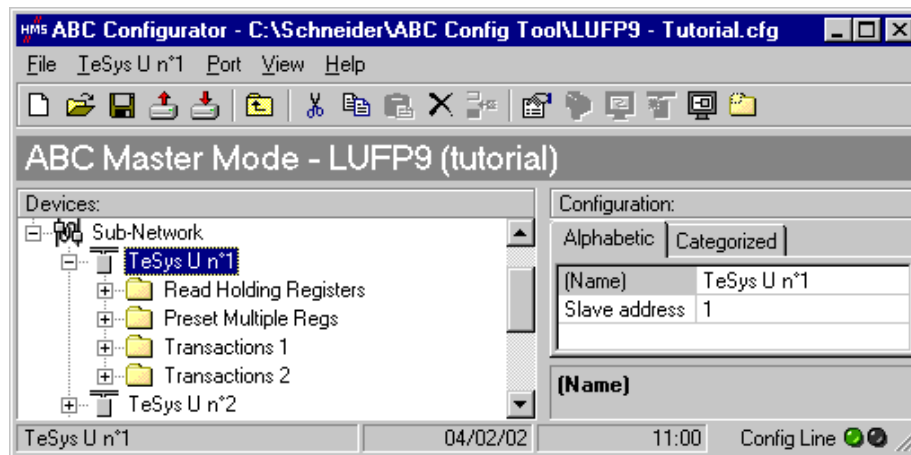 HMS ABC Configurator - C:\Schneider\ABC Config Tool\LUFP9 - Tutorial.cfg
File TeSys U n°1 Port View Help
ABC Master Mode - LUFP9 (tutorial)
Devices:
Sub-Network
TeSys U n°1
Read Holding Registers
Preset Multiple Regs
Transactions 1
Transactions 2
TeSys U n°2
Configuration:
Alphabetic Categorized
(Name) TeSys U n°1
Slave address 1
(Name)
TeSys U n°1 04/02/02 11:00 Config Line